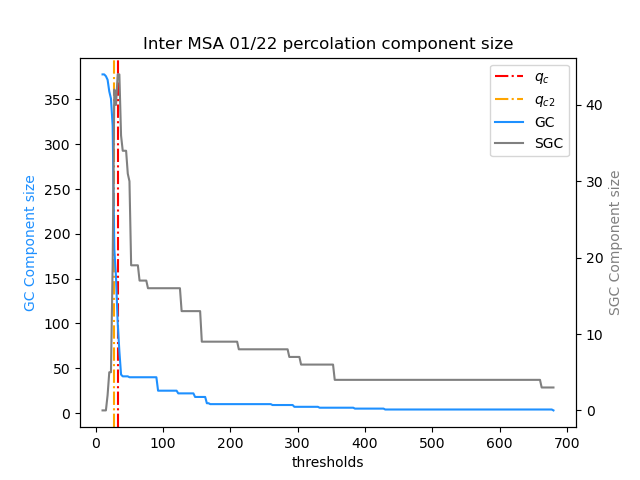 Inter MSA 01/22 percolation component size
q_c
q_c2
GC
SGC
GC Component size
350
300
250
200
150
100
50
0
40
30
20
10
0
SGC Component size
0 100 200 300 400 500 600 700
thresholds